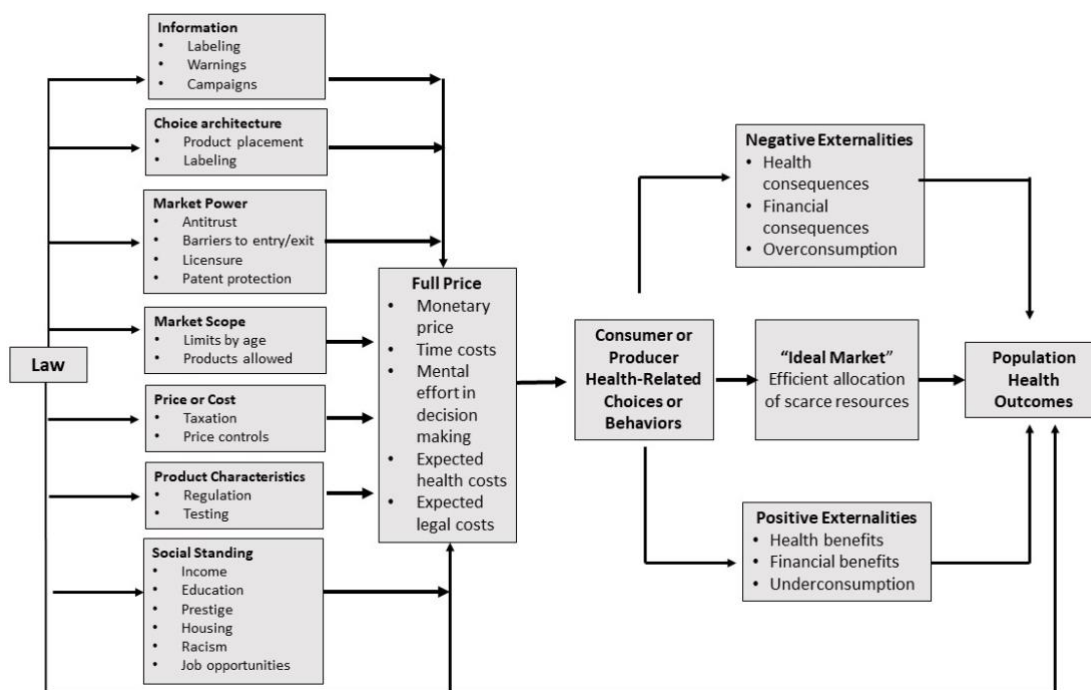 Law
Information
• Labeling
• Warnings
• Campaigns
Choice architecture
• Product placement
• Labeling
Market Power
• Antitrust
• Barriers to entry/exit
• Licensure
• Patent protection
Market Scope
• Limits by age
• Products allowed
Price or Cost
• Taxation
• Price controls
Product Characteristics
• Regulation
• Testing
Social Standing
• Income
• Education
• Prestige
• Housing
• Racism
• Job opportunities
Full Price
• Monetary
price
• Time costs
• Mental
effort in
decision
making
• Expected
health costs
• Expected
legal costs
Consumer or
Producer
Health-Related
Choices or
Behaviors
Negative Externalities
• Health
consequences
• Financial
consequences
• Overconsumption
“Ideal Market”
Efficient allocation
of scarce resources
Positive Externalities
• Health benefits
• Financial benefits
• Underconsumption
Population
Health
Outcomes